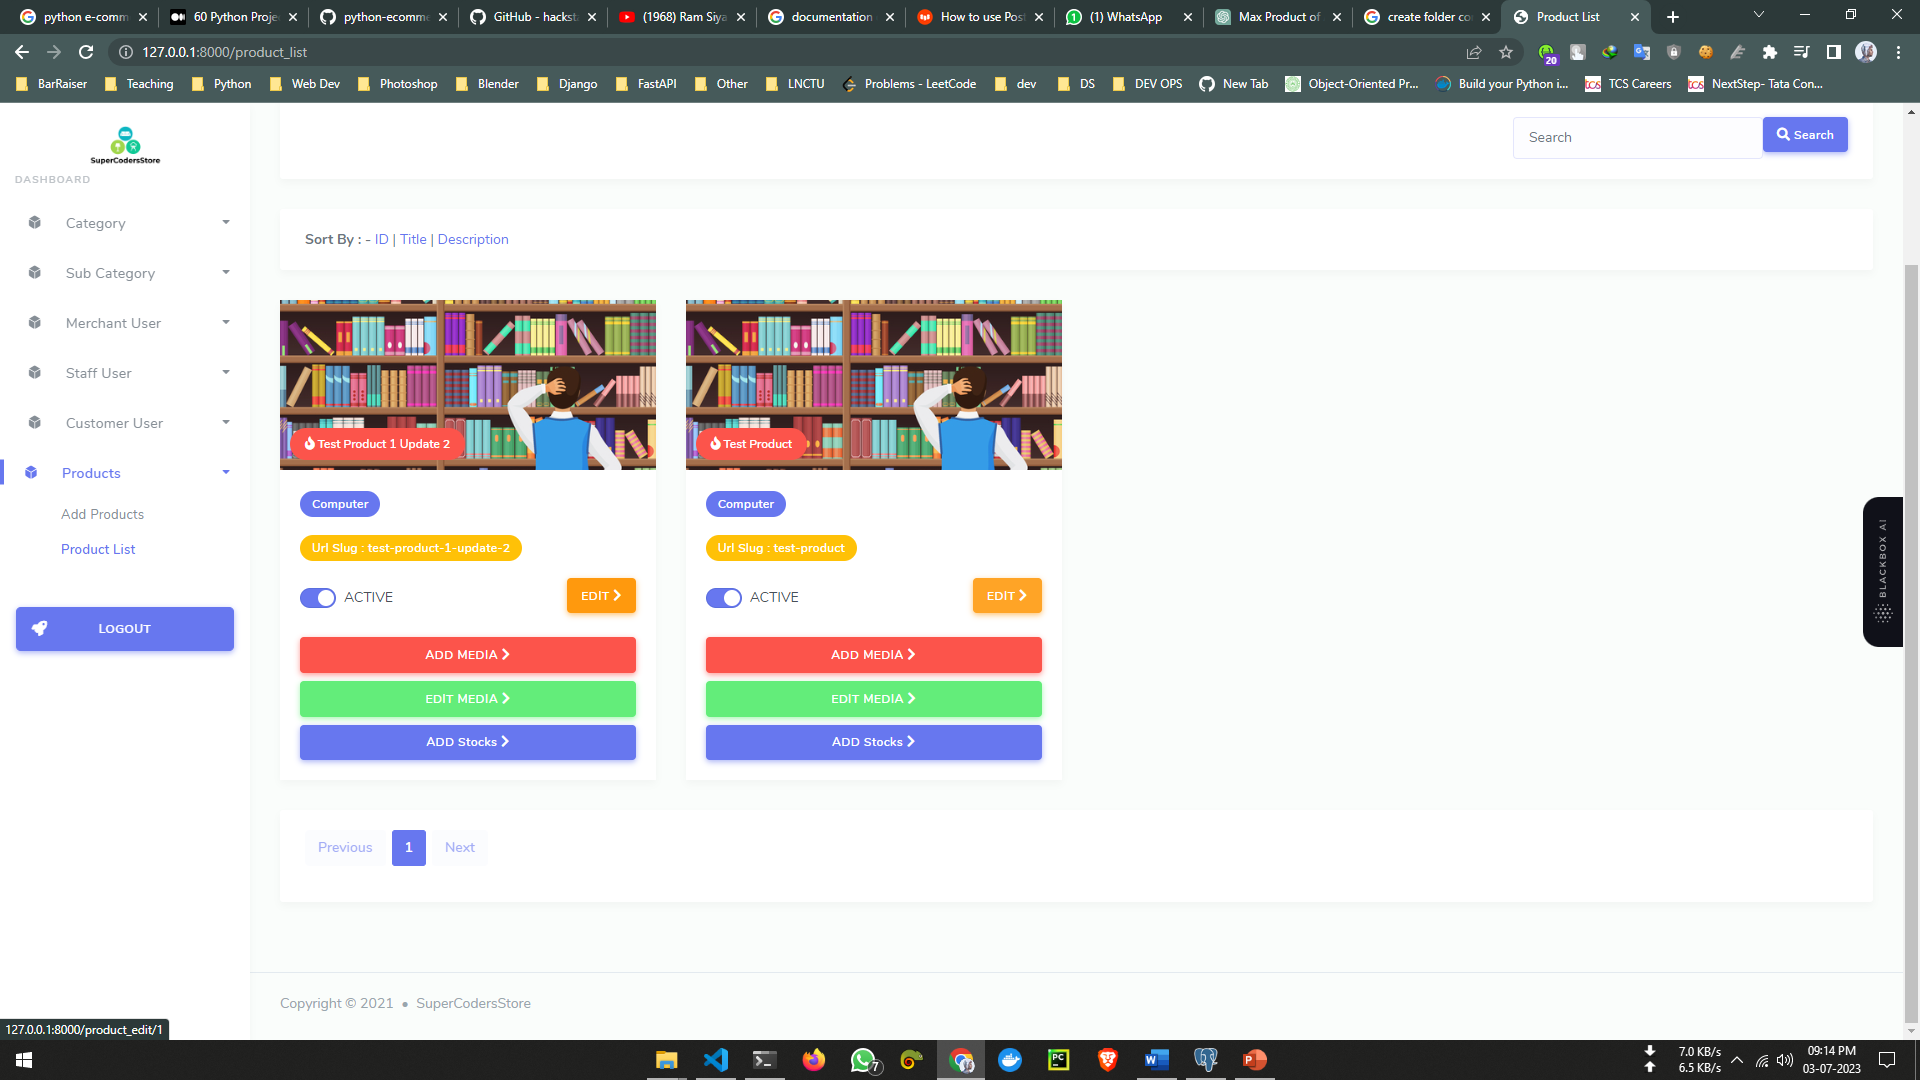 python e-comm
60 Python Proje
python-ecomme
GitHub - hacksta
(1968) Ram Siya
documentation
How to use Post
(1) WhatsApp
Max Product of
create folder co
Product List
127.0.0.1:8000/product_list
20
BarRaiser
Teaching
Python
Web Dev
Photoshop
Blender
Django
FastAPI
Other
LNCTU
Problems - LeetCode
dev
DS
DEV OPS
New Tab
Object-Oriented Pr...
Build your Python i...
TCS Careers
NextStep- Tata Con...
SuperCodersStore
DASHBOARD
Category
Sub Category
Merchant User
Staff User
Customer User
Products
Add Products
Product List
LOGOUT
Search
Search
Sort By : - ID | Title | Description
Test Product 1 Update 2
Computer
Url Slug : test-product-1-update-2
ACTIVE
EDIT
ADD MEDIA
EDIT MEDIA
ADD Stocks
Test Product
Computer
Url Slug : test-product
ACTIVE
EDIT
ADD MEDIA
EDIT MEDIA
ADD Stocks
Previous
1
Next
BLACKBOX AI
Copyright © 2021 • SuperCodersStore
127.0.0.1:8000/product_edit/1
7
PC
7.0 KB/s
6.5 KB/s
09:14 PM
03-07-2023